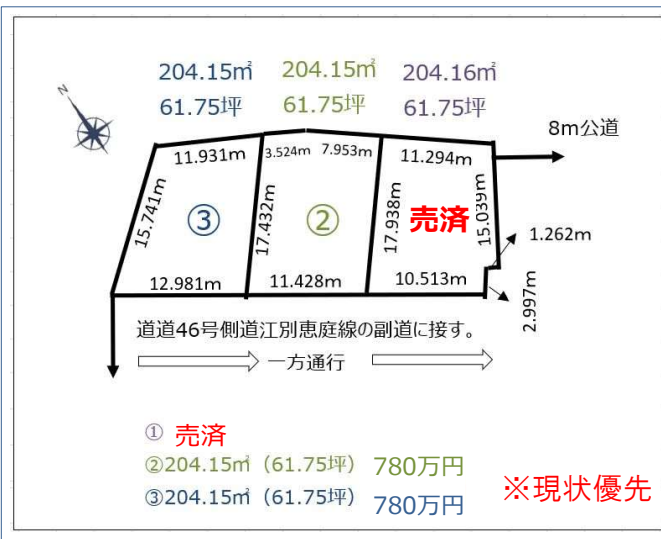 204.15㎡ 204.15㎡ 204.16㎡
61.75坪 61.75坪 61.75坪
N
8m公道
11.931m 3.524m 7.953m 11.294m
15.741m 17.432m 17.938m 15.039m
③ ② 売済
1.262m
12.981m 11.428m 10.513m
2.997m
道道46号側道江別恵庭線の副道に接す。
一方通行
① 売済
②204.15㎡（61.75坪） 780万円
③204.15㎡（61.75坪） 780万円
※現状優先